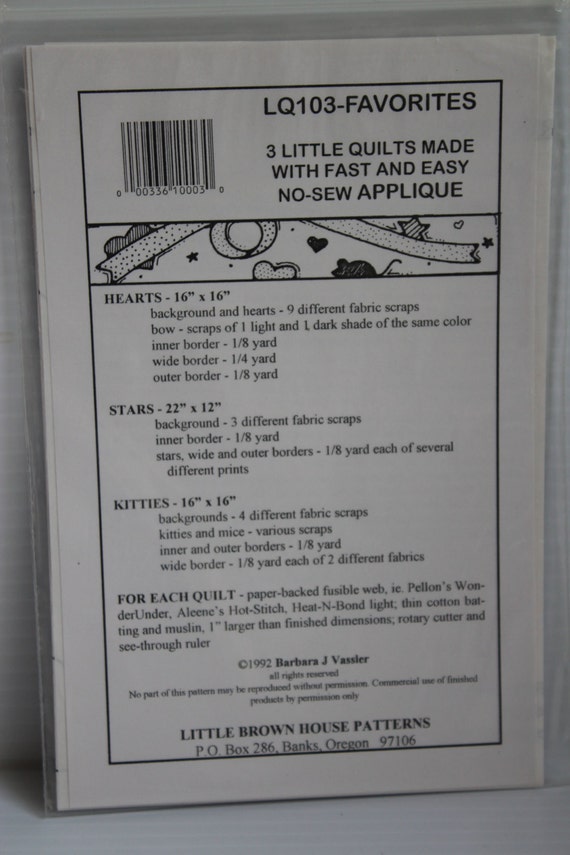 LQ103-FAVORITES
3 LITTLE QUILTS MADE
WITH FAST AND EASY
NO-SEW APPLIQUE
0 00336 10003 0
HEARTS - 16" x 16"
background and hearts - 9 different fabric scraps
bow - scraps of 1 light and 1 dark shade of the same color
inner border - 1/8 yard
wide border - 1/4 yard
outer border - 1/8 yard
STARS - 22" x 12"
background - 3 different fabric scraps
inner border - 1/8 yard
stars, wide and outer borders - 1/8 yard each of several
different prints
KITTIES - 16" x 16"
backgrounds - 4 different fabric scraps
kitties and mice - various scraps
inner and outer borders - 1/8 yard
wide border - 1/8 yard each of 2 different fabrics
FOR EACH QUILT - paper-backed fusible web, ie. Pellon's Won-
derUnder, Aleene's Hot-Stitch, Heat-N-Bond light; thin cotton bat-
ting and muslin, 1" larger than finished dimensions; rotary cutter and
see-through ruler
©1992 Barbara J Vassler
all rights reserved
No part of this pattern may be reproduced without permission. Commercial use of finished
products by permission only
LITTLE BROWN HOUSE PATTERNS
P.O. Box 286, Banks, Oregon 97106